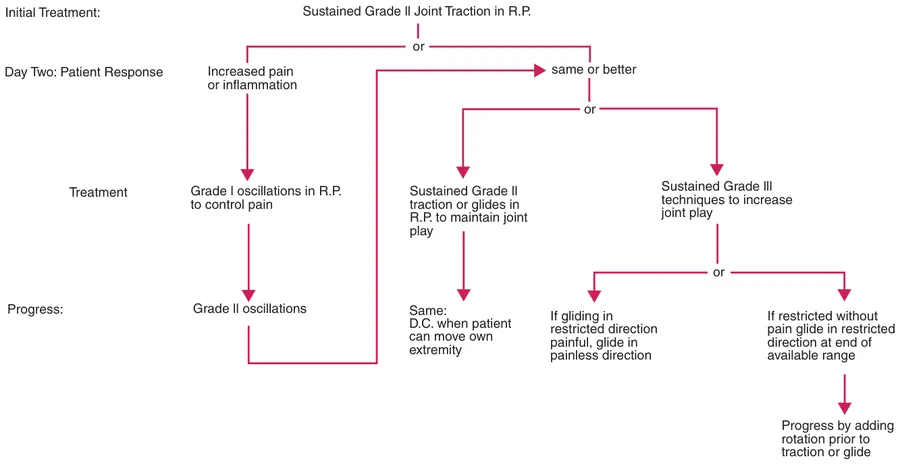 Initial Treatment:
Sustained Grade ll Joint Traction in R.P.
or
Day Two: Patient Response
Increased pain
or inflammation
same or better
or
Treatment
Grade I oscillations in R.P.
to control pain
Sustained Grade ll
traction or glides in
R.P. to maintain joint
play
Sustained Grade lll
techniques to increase
joint play
or
Progress:
Grade ll oscillations
Same:
D.C. when patient
can move own
extremity
If gliding in
restricted direction
painful, glide in
painless direction
If restricted without
pain glide in restricted
direction at end of
available range
Progress by adding
rotation prior to
traction or glide